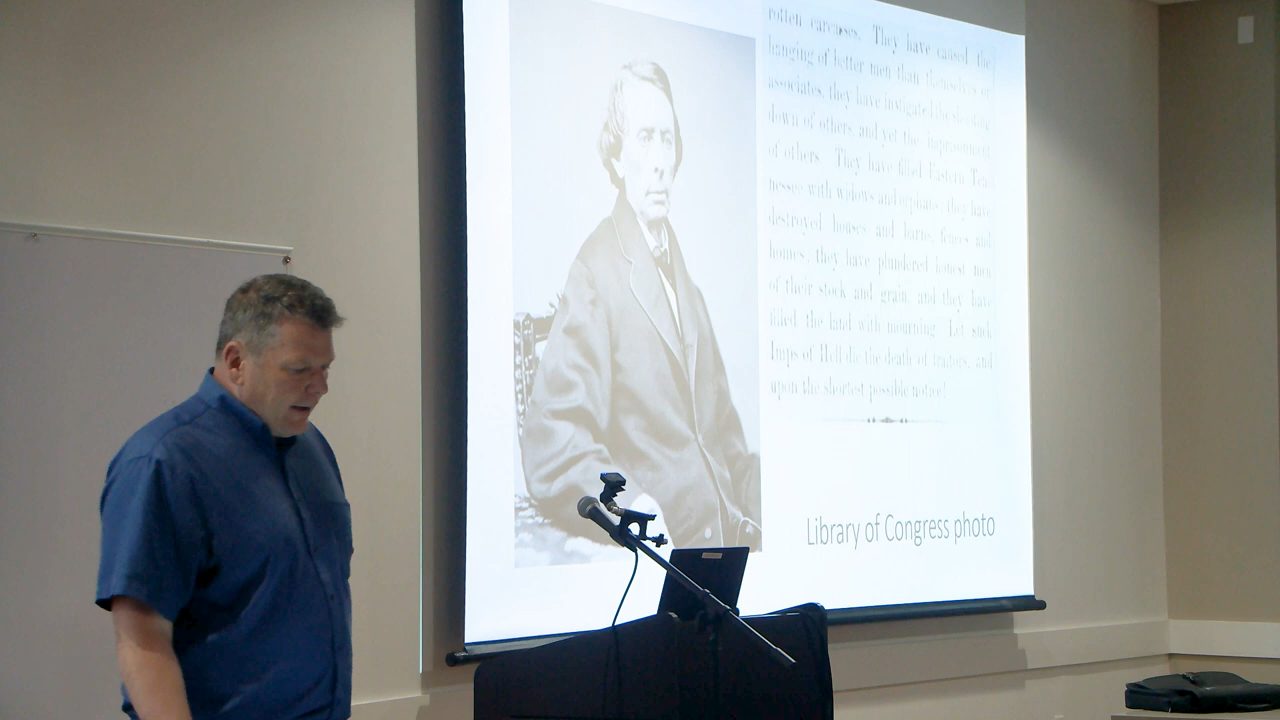 rotten carcasses. They have caused the
hanging of better men than themselves or
associates, they have instigated the shooting
down of others, and yet the imprisonment
of others. They have filled Eastern Ten-
nessee with widows and orphans; they have
destroyed houses and barns, fences and
homes; they have plundered honest men
of their stock and grain, and they have
filled the land with mourning. Let such
Imps of Hell die the death of traitors, and
upon the shortest possible notice!
Library of Congress photo